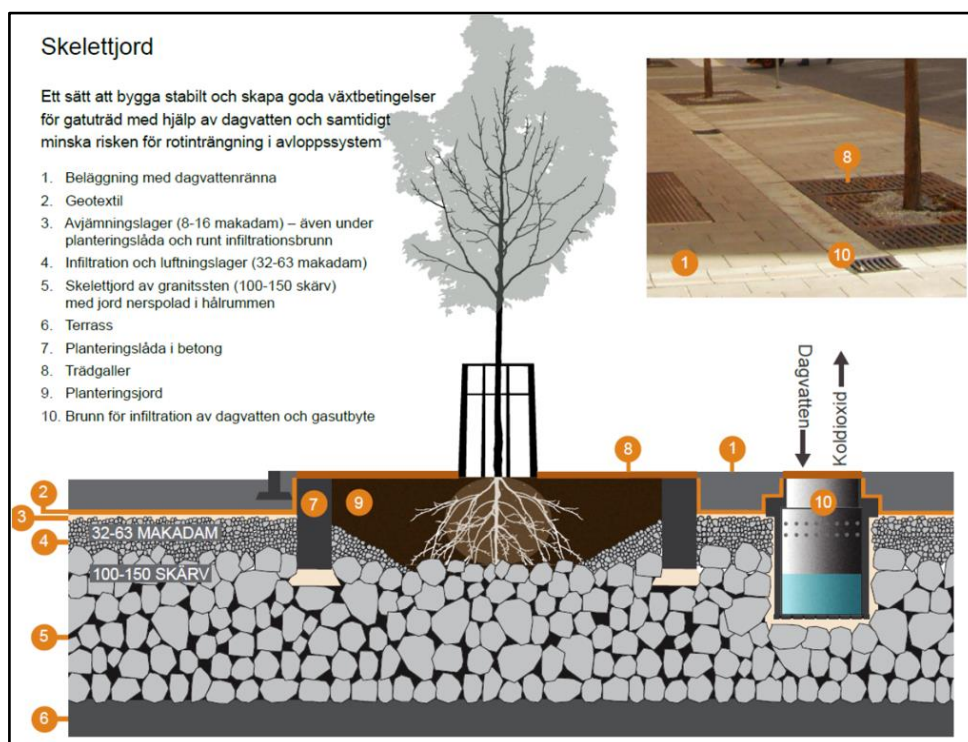 Skelettjord
Ett sätt att bygga stabilt och skapa goda växtbetingelser
för gatuträd med hjälp av dagvatten och samtidigt
minska risken för rotinträngning i avloppssystem
1. Beläggning med dagvattenränna
2. Geotextil
3. Avjämningslager (8-16 makadam) – även under
planteringslåda och runt infiltrationsbrunn
4. Infiltration och luftningslager (32-63 makadam)
5. Skelettjord av granitssten (100-150 skärv)
med jord nerspolad i hålrummen
6. Terrass
7. Planteringslåda i betong
8. Trädgaller
9. Planteringsjord
10. Brunn för infiltration av dagvatten och gasutbyte
8
1
10
Dagvatten
Koldioxid
8
1
2
7
9
10
3
4
32-63 MAKADAM
100-150 SKÄRV
5
6